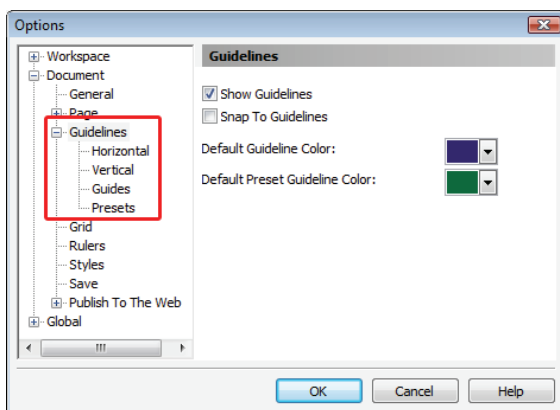 Options
Workspace
Document
General
Page
Guidelines
Horizontal
Vertical
Guides
Presets
Grid
Rulers
Styles
Save
Publish To The Web
Global
Guidelines
Show Guidelines
Snap To Guidelines
Default Guideline Color:
Default Preset Guideline Color:
OK
Cancel
Help